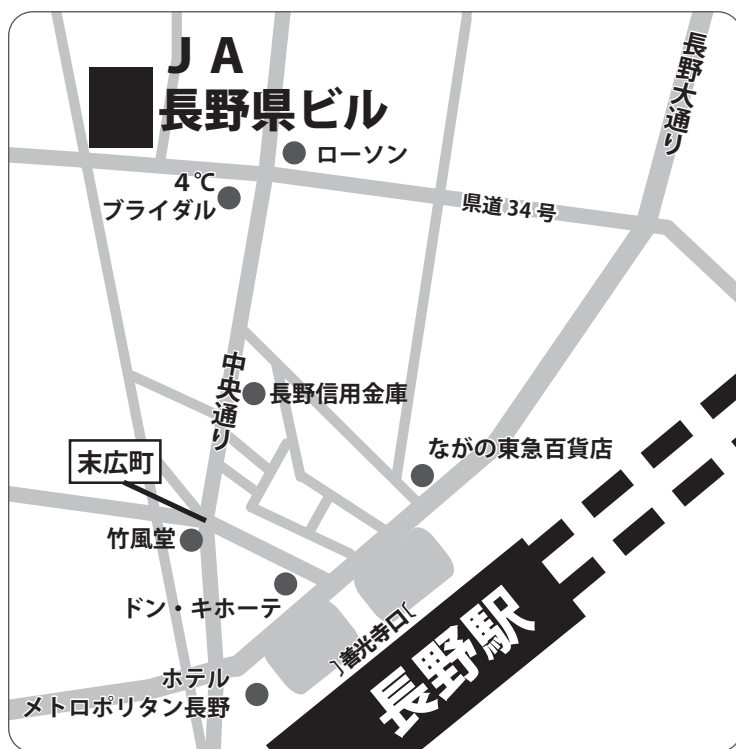 ＪＡ
長野県ビル
長野大通り
ローソン
4℃
ブライダル
県道 34 号
中央通り
長野信用金庫
ながの東急百貨店
末広町
竹風堂
ドン・キホーテ
善光寺口
長野駅
ホテル
メトロポリタン長野